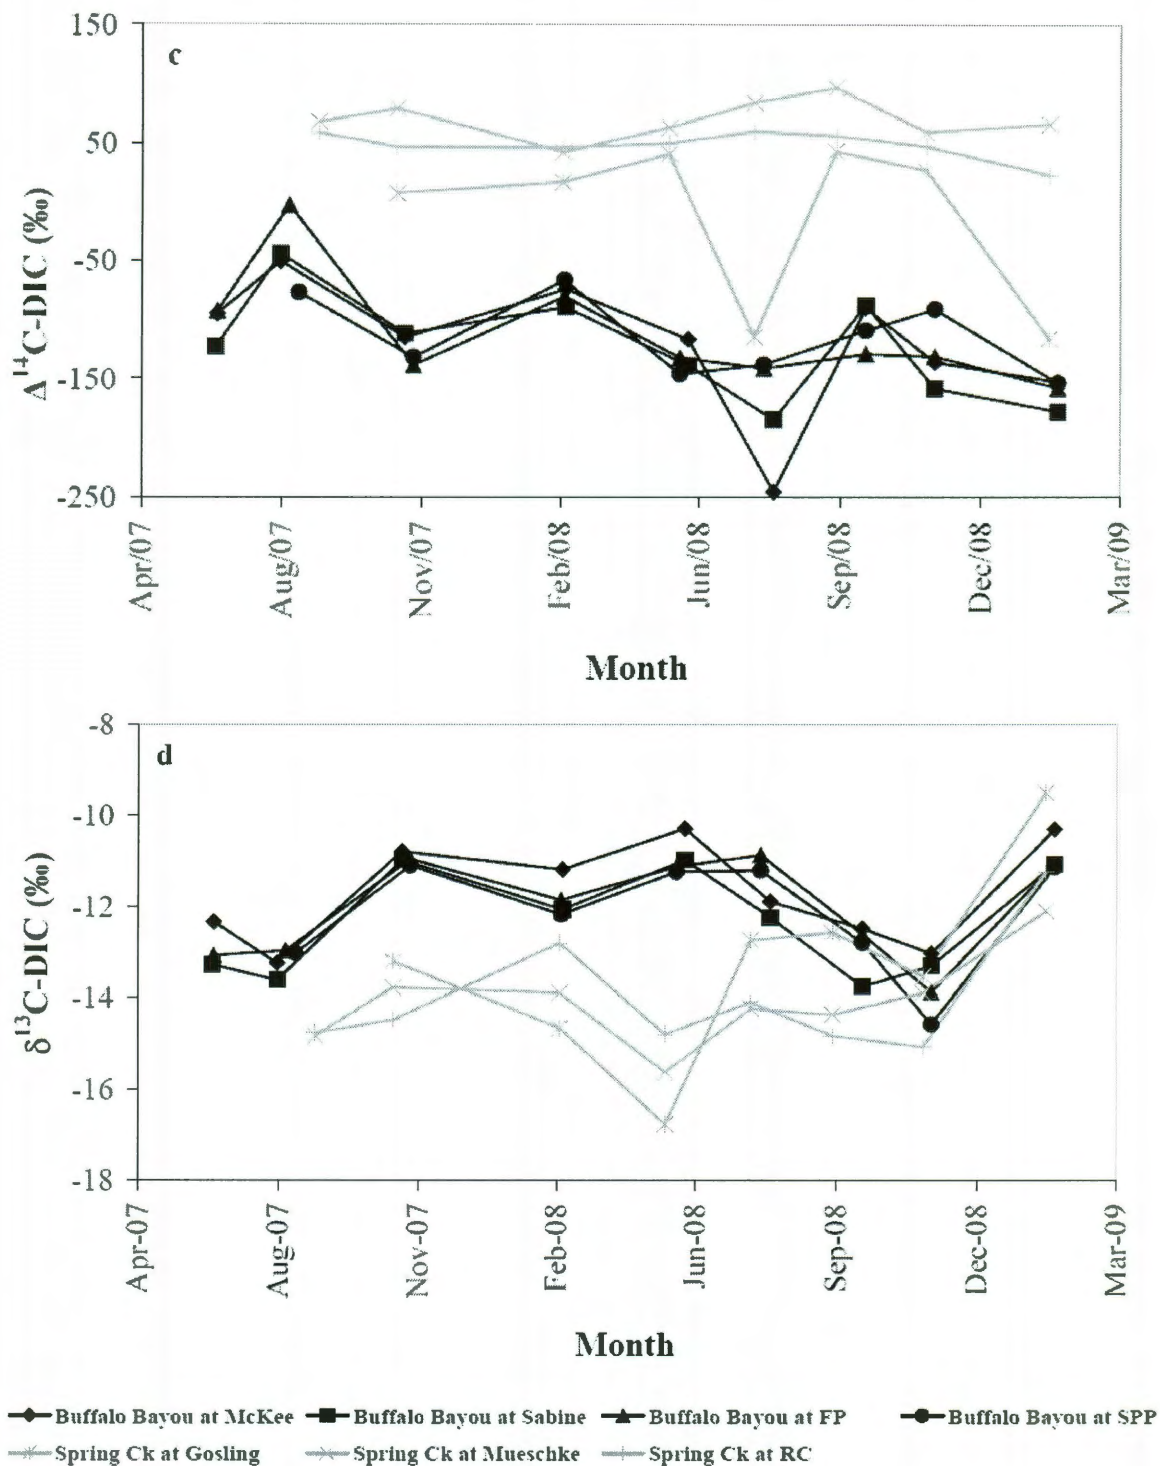 150
c
50
-50
-150
-250
Δ¹⁴C-DIC (‰)
Apr/07
Aug/07
Nov/07
Feb/08
Jun/08
Sep/08
Dec/08
Mar/09
Month
-8
d
-10
-12
-14
-16
-18
δ¹³C-DIC (‰)
Apr-07
Aug-07
Nov-07
Feb-08
Jun-08
Sep-08
Dec-08
Mar-09
Month
Buffalo Bayou at McKee Buffalo Bayou at Sabine Buffalo Bayou at FP Buffalo Bayou at SPP
Spring Ck at Gosling Spring Ck at Mueschke Spring Ck at RC